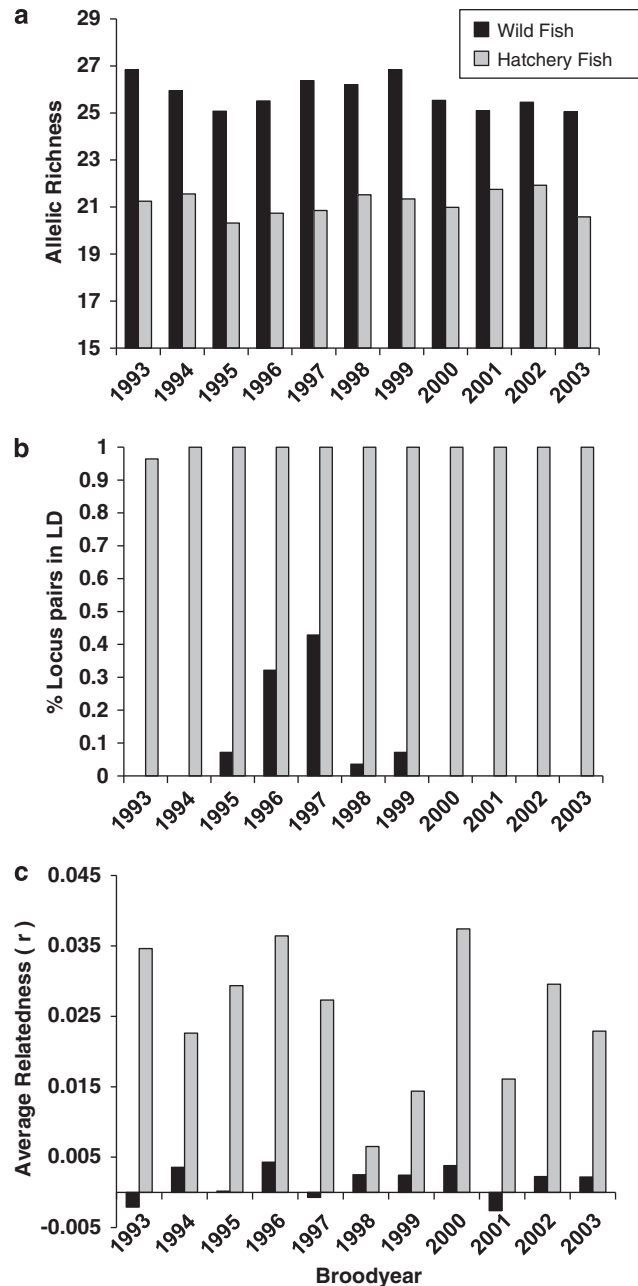 a
Wild Fish
Hatchery Fish
Allelic Richness
29
27
25
23
21
19
17
15
1993 1994 1995 1996 1997 1998 1999 2000 2001 2002 2003
b
% Locus pairs in LD
1
0.9
0.8
0.7
0.6
0.5
0.4
0.3
0.2
0.1
0
1993 1994 1995 1996 1997 1998 1999 2000 2001 2002 2003
c
Average Relatedness ( r )
0.045
0.035
0.025
0.015
0.005
-0.005
1993 1994 1995 1996 1997 1998 1999 2000 2001 2002 2003
Broodyear